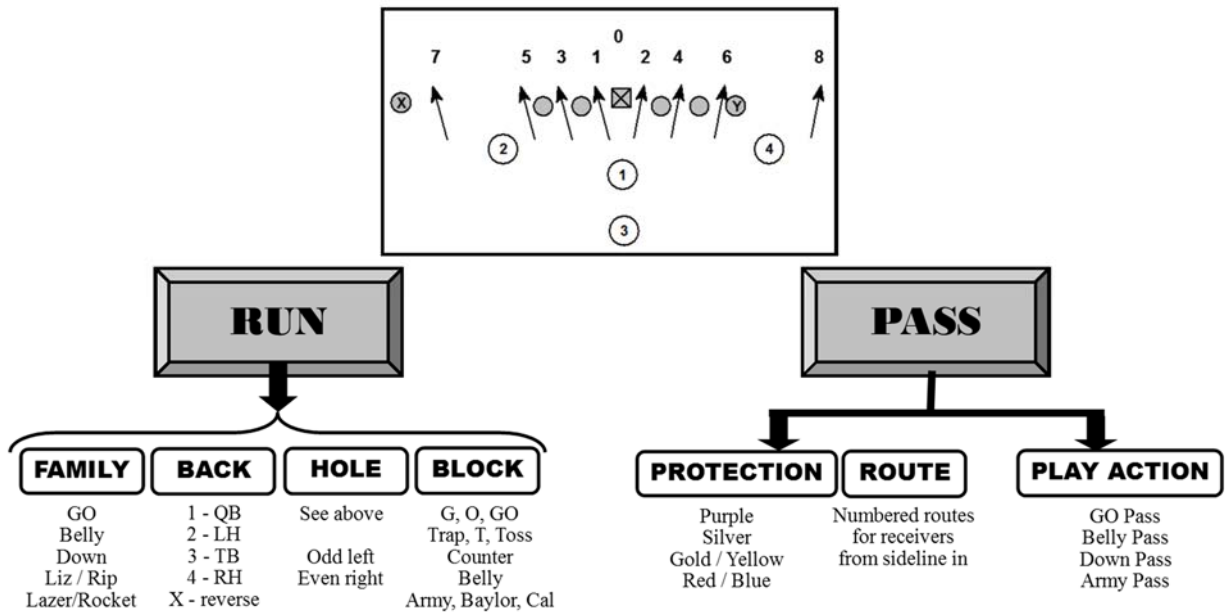 0
7 5 3 1 2 4 6 8
X Y
2 4
1
3
RUN
PASS
FAMILY
GO
Belly
Down
Liz / Rip
Lazer/Rocket
BACK
1 - QB
2 - LH
3 - TB
4 - RH
X - reverse
HOLE
See above
Odd left
Even right
BLOCK
G, O, GO
Trap, T, Toss
Counter
Belly
Army, Baylor, Cal
PROTECTION
Purple
Silver
Gold / Yellow
Red / Blue
ROUTE
Numbered routes
for receivers
from sideline in
PLAY ACTION
GO Pass
Belly Pass
Down Pass
Army Pass